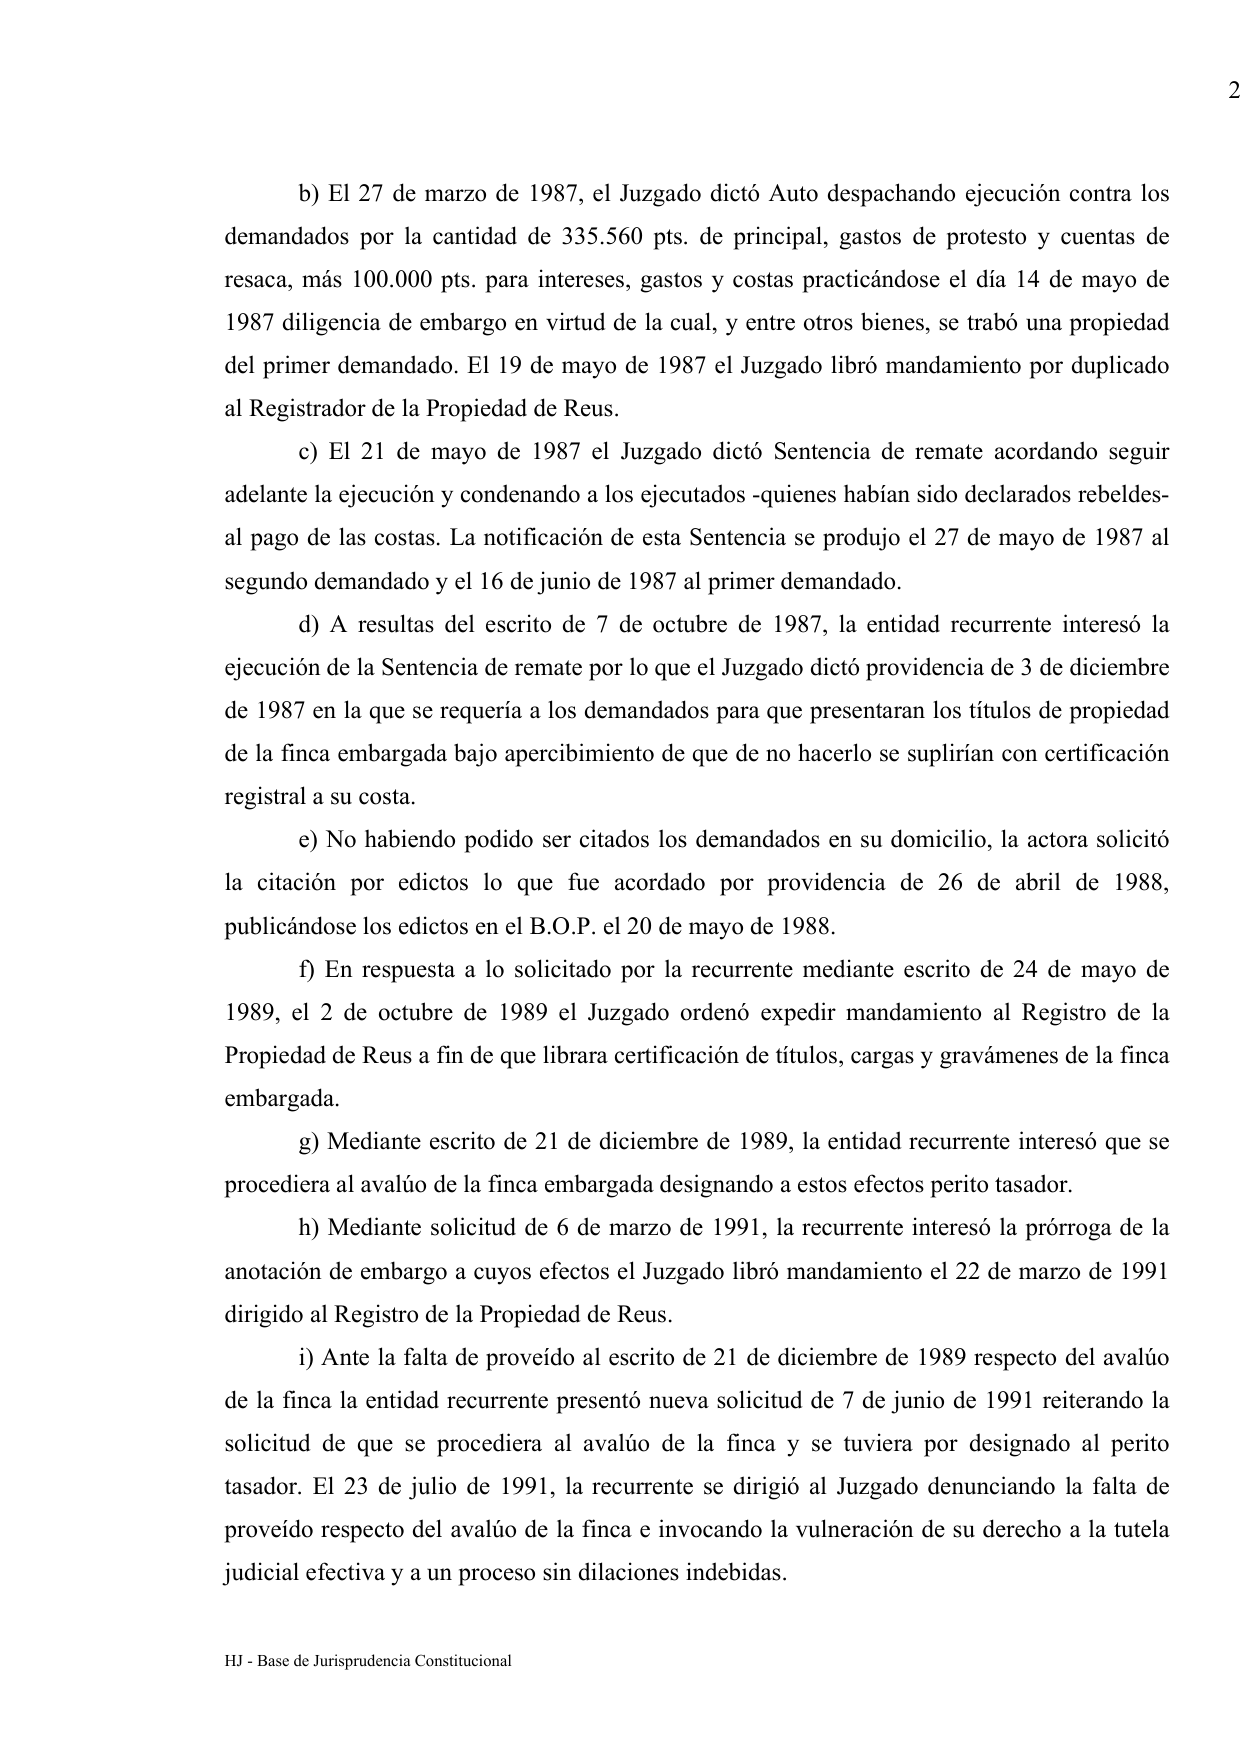 2
b) El 27 de marzo de 1987, el Juzgado dictó Auto despachando ejecución contra los
demandados por la cantidad de 335.560 pts. de principal, gastos de protesto y cuentas de
resaca, más 100.000 pts. para intereses, gastos y costas practicándose el día 14 de mayo de
1987 diligencia de embargo en virtud de la cual, y entre otros bienes, se trabó una propiedad
del primer demandado. El 19 de mayo de 1987 el Juzgado libró mandamiento por duplicado
al Registrador de la Propiedad de Reus.
c) El 21 de mayo de 1987 el Juzgado dictó Sentencia de remate acordando seguir
adelante la ejecución y condenando a los ejecutados -quienes habían sido declarados rebeldes-
al pago de las costas. La notificación de esta Sentencia se produjo el 27 de mayo de 1987 al
segundo demandado y el 16 de junio de 1987 al primer demandado.
d) A resultas del escrito de 7 de octubre de 1987, la entidad recurrente interesó la
ejecución de la Sentencia de remate por lo que el Juzgado dictó providencia de 3 de diciembre
de 1987 en la que se requería a los demandados para que presentaran los títulos de propiedad
de la finca embargada bajo apercibimiento de que de no hacerlo se suplirían con certificación
registral a su costa.
e) No habiendo podido ser citados los demandados en su domicilio, la actora solicitó
la citación por edictos lo que fue acordado por providencia de 26 de abril de 1988,
publicándose los edictos en el B.O.P. el 20 de mayo de 1988.
f) En respuesta a lo solicitado por la recurrente mediante escrito de 24 de mayo de
1989, el 2 de octubre de 1989 el Juzgado ordenó expedir mandamiento al Registro de la
Propiedad de Reus a fin de que librara certificación de títulos, cargas y gravámenes de la finca
embargada.
g) Mediante escrito de 21 de diciembre de 1989, la entidad recurrente interesó que se
procediera al avalúo de la finca embargada designando a estos efectos perito tasador.
h) Mediante solicitud de 6 de marzo de 1991, la recurrente interesó la prórroga de la
anotación de embargo a cuyos efectos el Juzgado libró mandamiento el 22 de marzo de 1991
dirigido al Registro de la Propiedad de Reus.
i) Ante la falta de proveído al escrito de 21 de diciembre de 1989 respecto del avalúo
de la finca la entidad recurrente presentó nueva solicitud de 7 de junio de 1991 reiterando la
solicitud de que se procediera al avalúo de la finca y se tuviera por designado al perito
tasador. El 23 de julio de 1991, la recurrente se dirigió al Juzgado denunciando la falta de
proveído respecto del avalúo de la finca e invocando la vulneración de su derecho a la tutela
judicial efectiva y a un proceso sin dilaciones indebidas.
HJ - Base de Jurisprudencia Constitucional